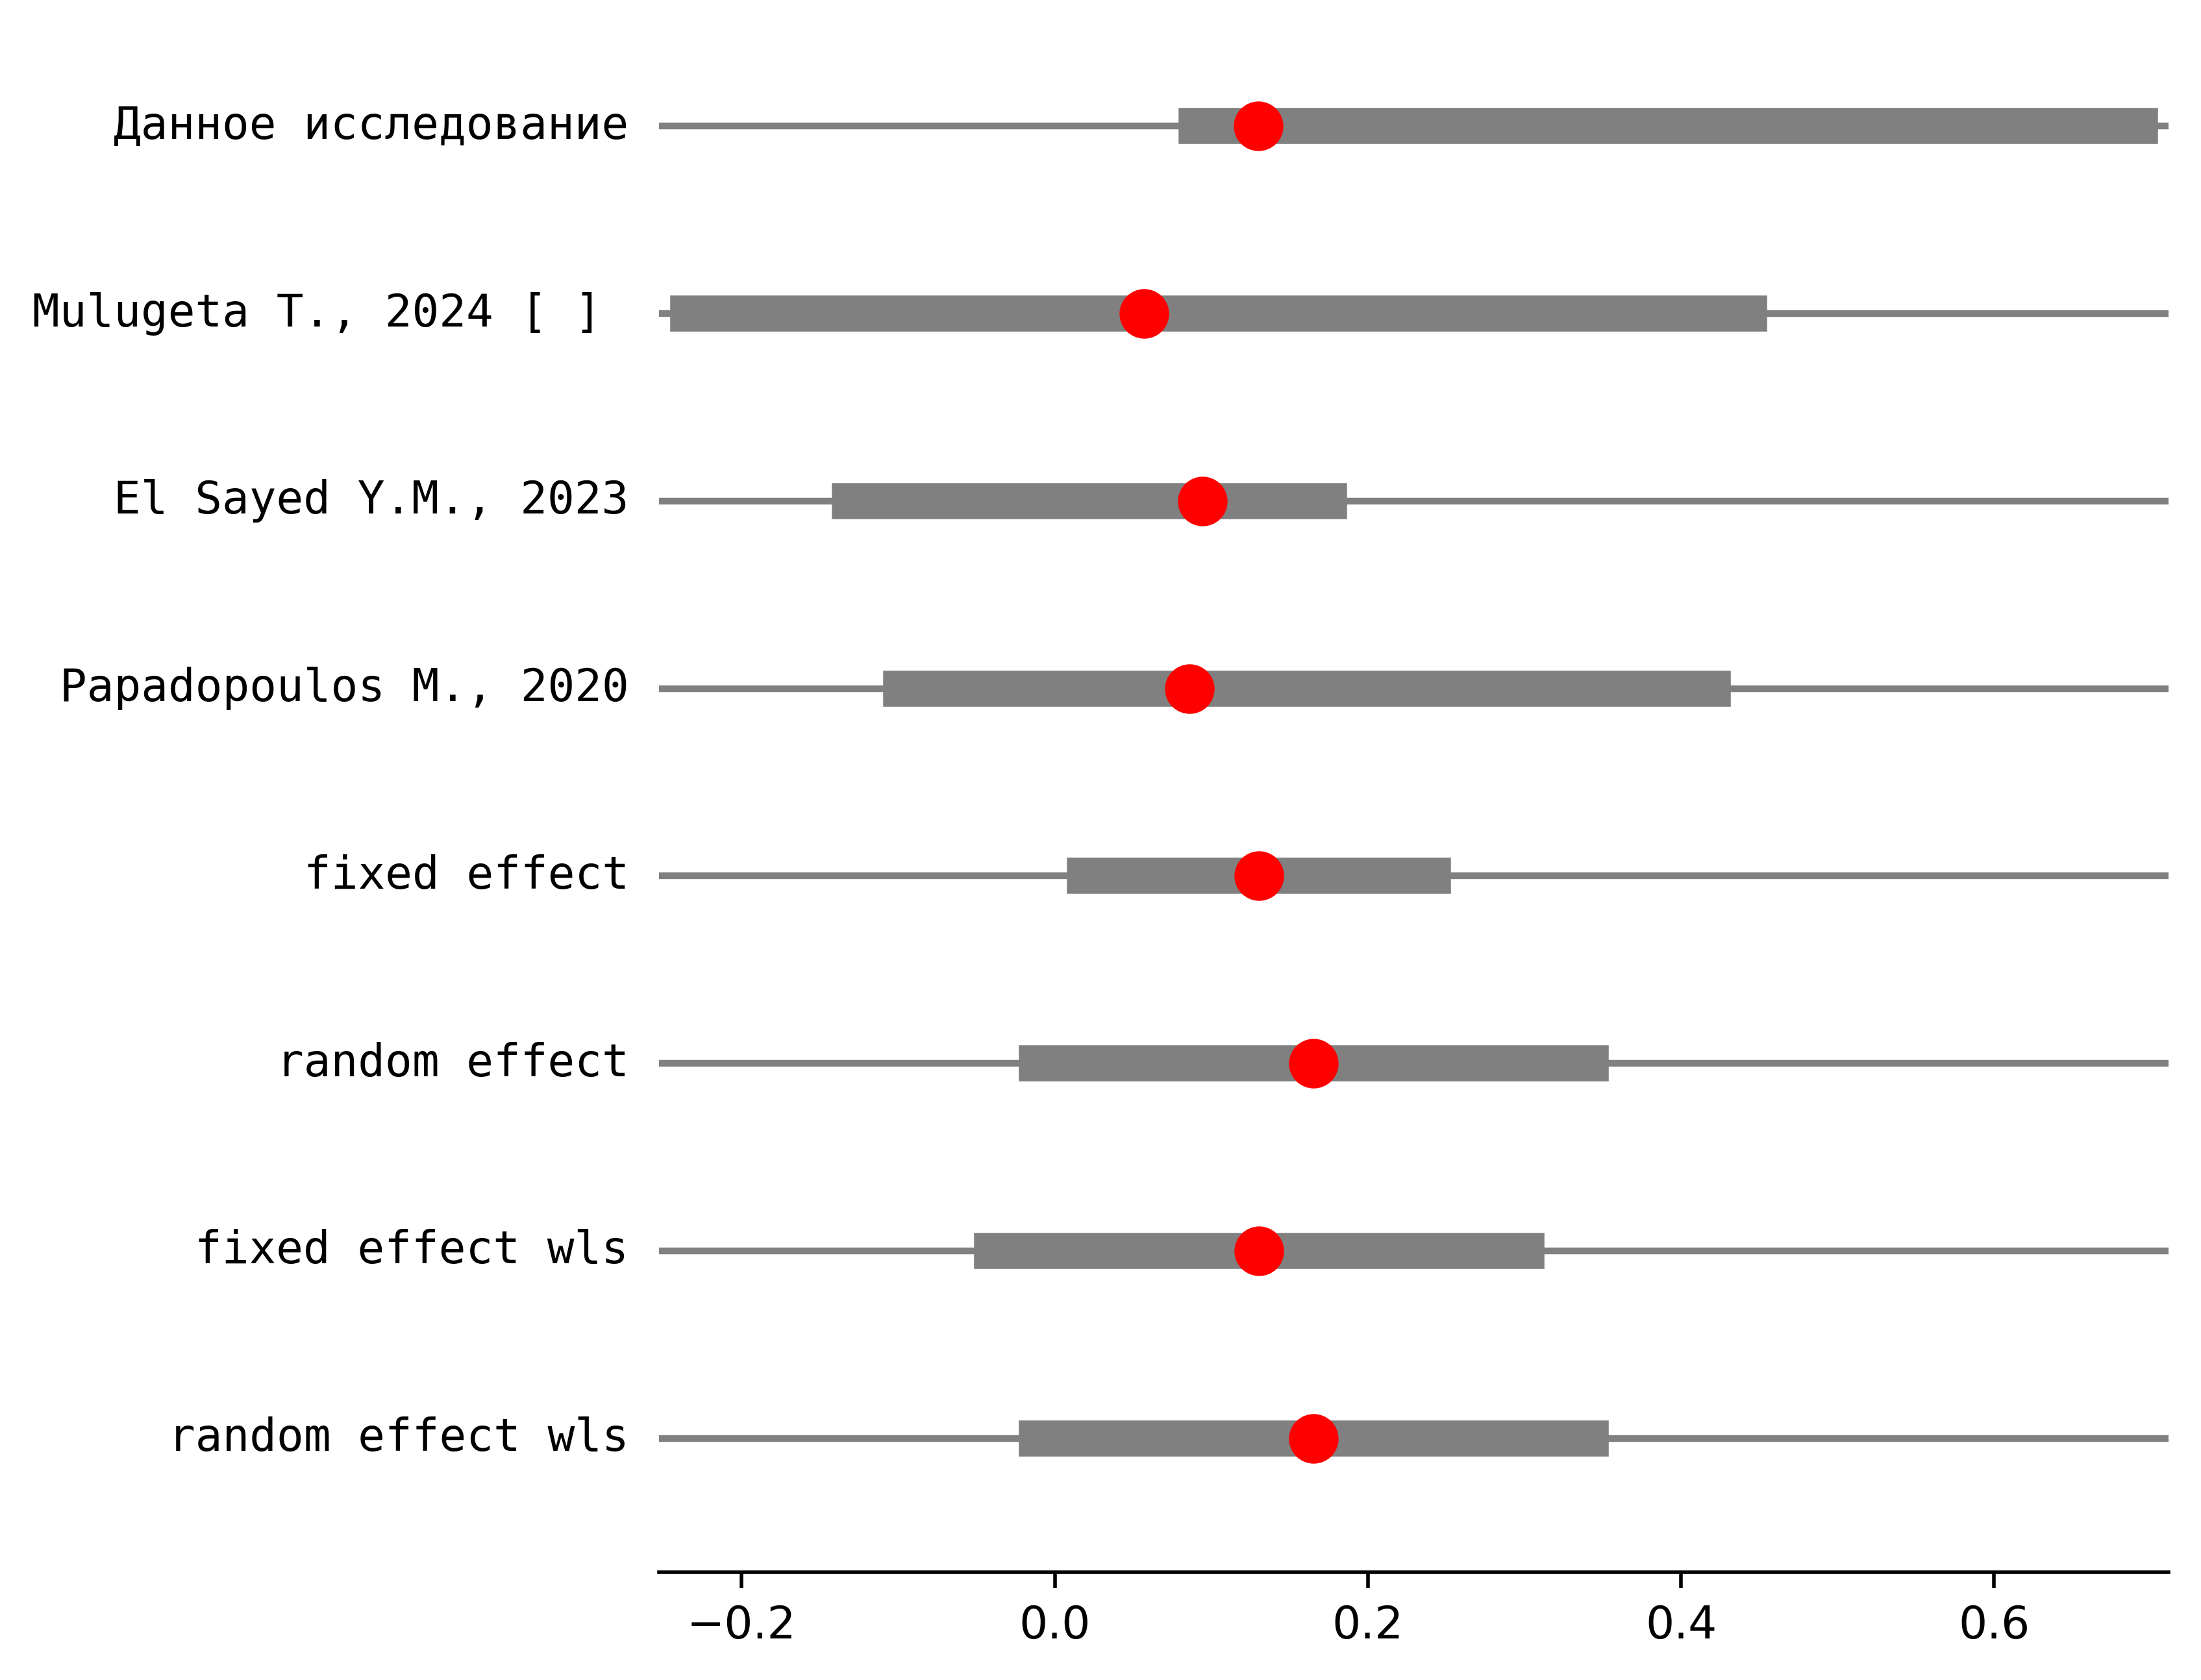 Данное исследование
Mulugeta T., 2024 [ ]
El Sayed Y.M., 2023
Papadopoulos M., 2020
fixed effect
random effect
fixed effect wls
random effect wls
−0.2 0.0 0.2 0.4 0.6